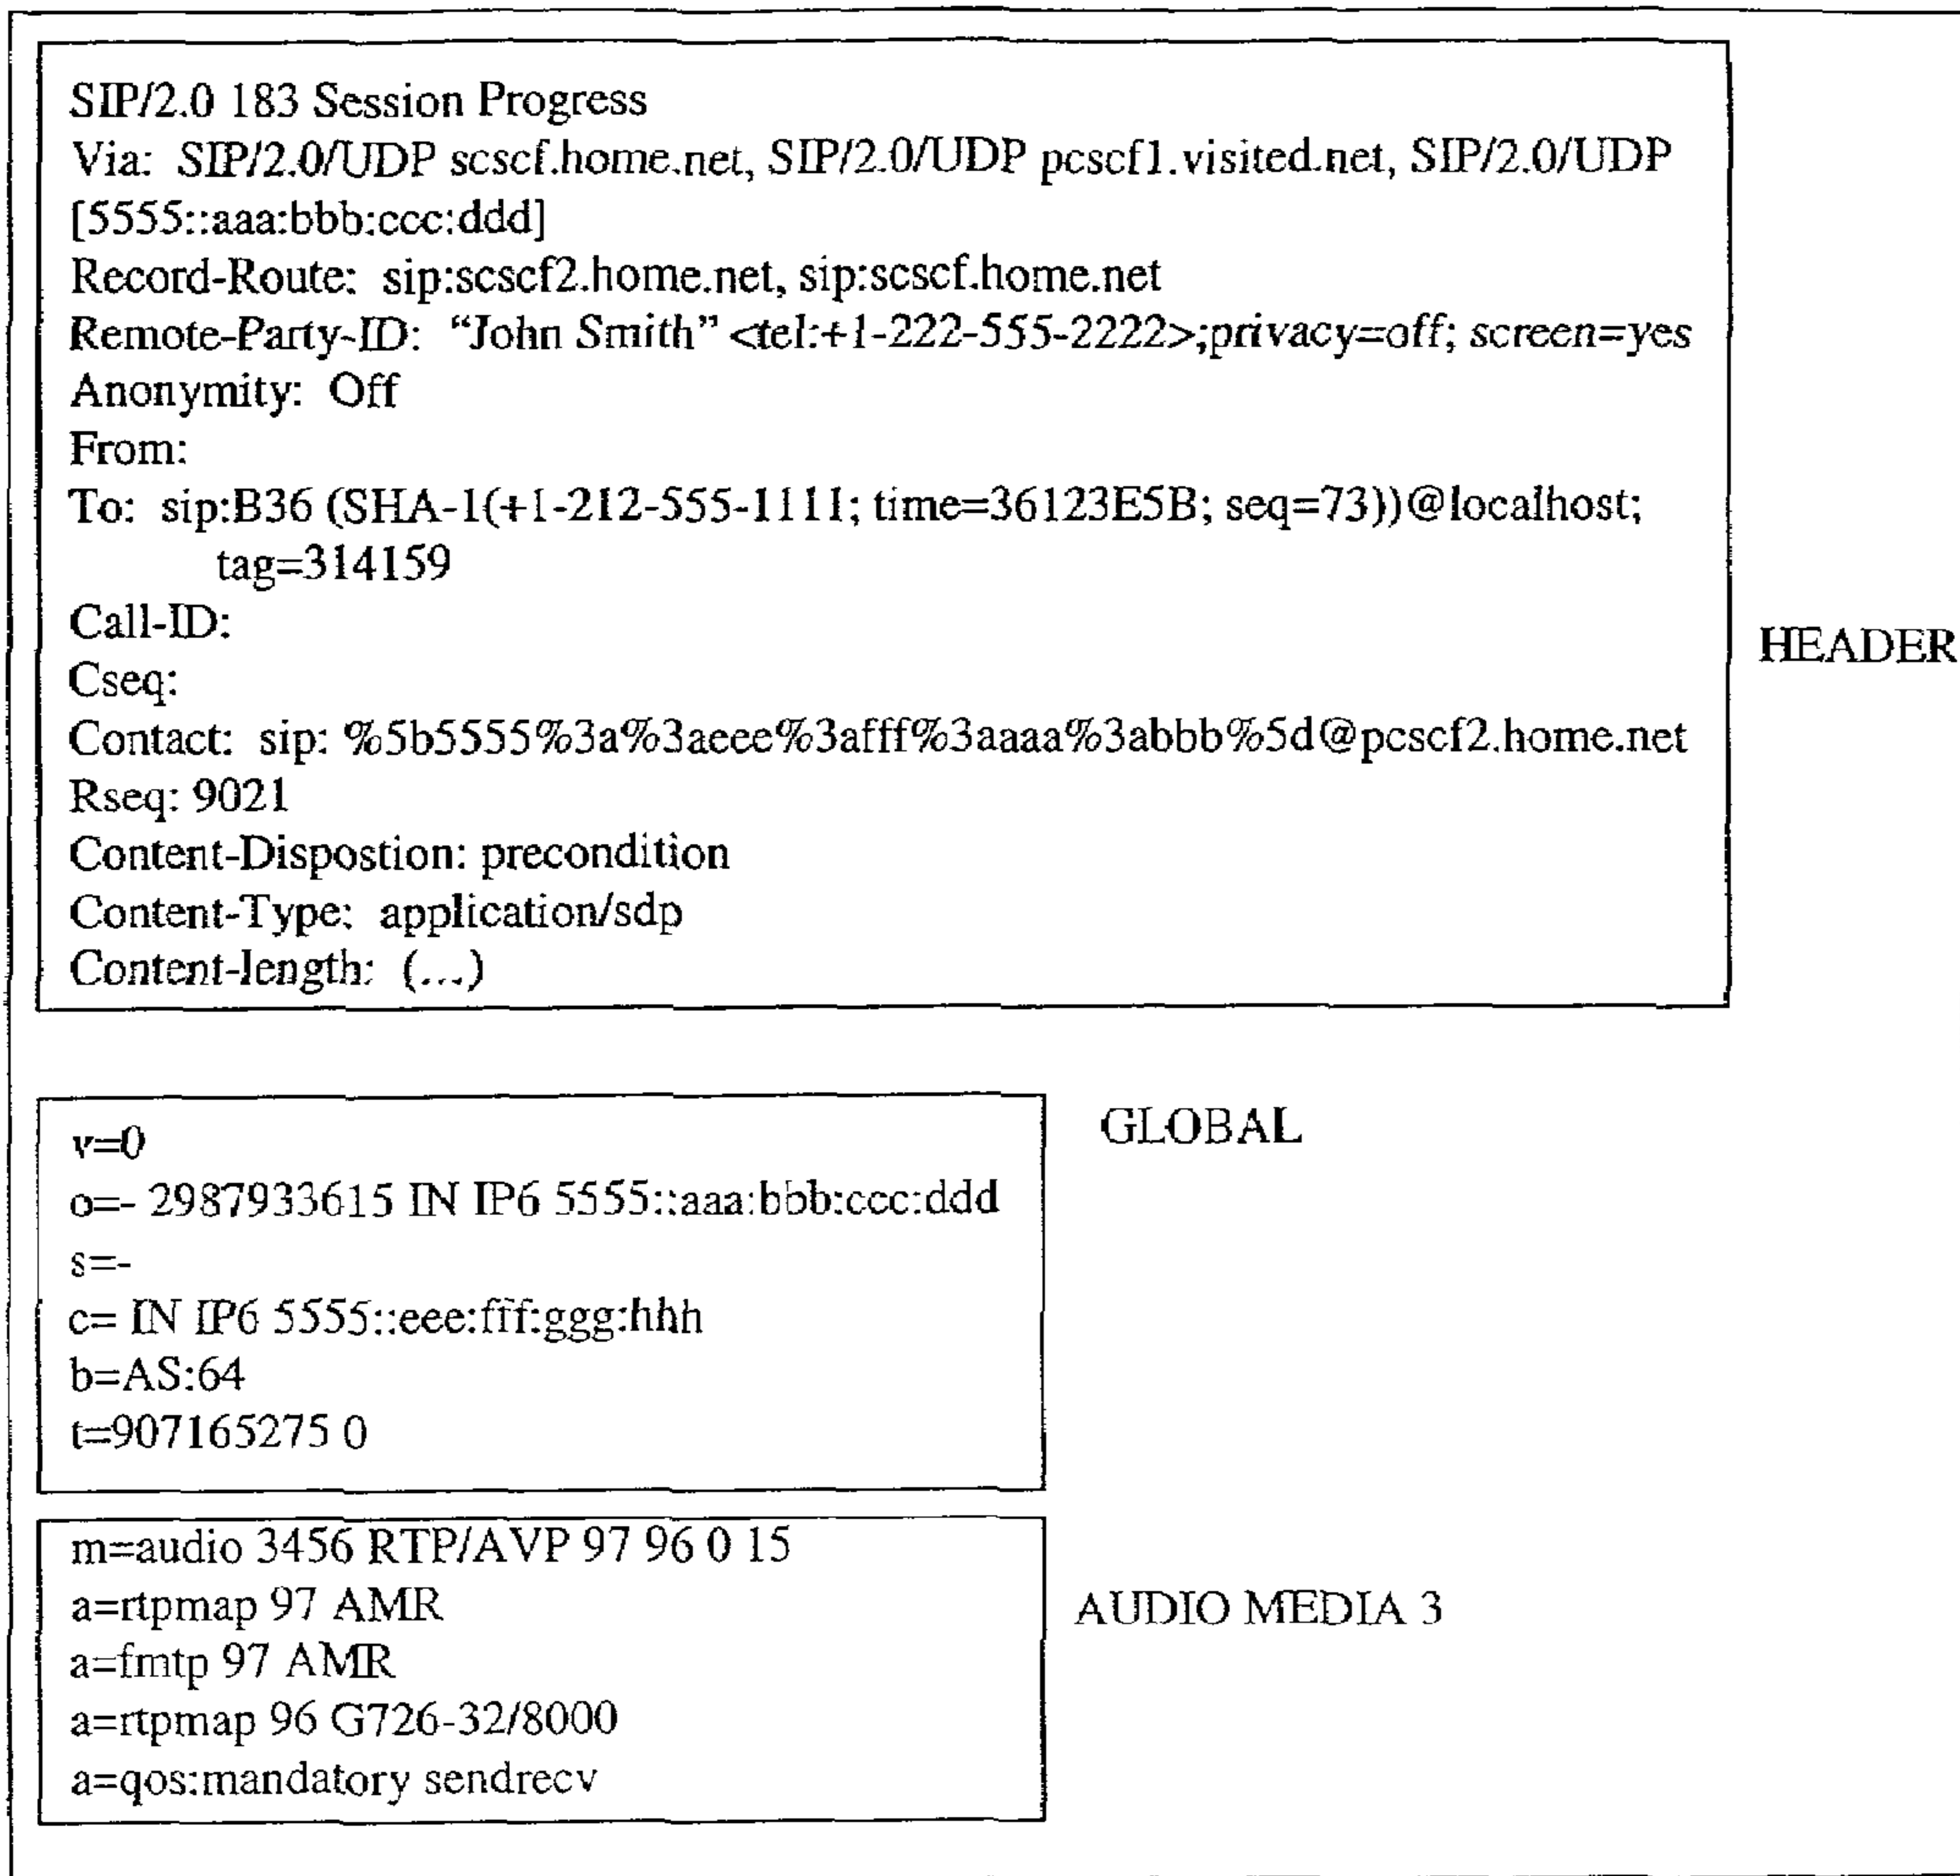 SIP/2.0 183 Session Progress
Via: SIP/2.0/UDP scscf.home.net, SIP/2.0/UDP pcscf1.visited.net, SIP/2.0/UDP
[5555::aaa:bbb:ccc:ddd]
Record-Route: sip:scscf2.home.net, sip:scscf.home.net
Remote-Party-ID: “John Smith” <tel:+1-222-555-2222>;privacy=off; screen=yes
Anonymity: Off
From:
To: sip:B36 (SHA-1(+1-212-555-1111; time=36123E5B; seq=73))@localhost;
tag=314159
Call-ID:
Cseq:
Contact: sip: %5b5555%3a%3aeee%3afff%3aaaa%3abbb%5d@pcscf2.home.net
Rseq: 9021
Content-Dispostion: precondition
Content-Type: application/sdp
Content-length: (...)
HEADER
GLOBAL
v=0
o=- 2987933615 IN IP6 5555::aaa:bbb:ccc:ddd
s=-
c= IN IP6 5555::eee:fff:ggg:hhh
b=AS:64
t=907165275 0
m=audio 3456 RTP/AVP 97 96 0 15
a=rtpmap 97 AMR
a=fmtp 97 AMR
a=rtpmap 96 G726-32/8000
a=qos:mandatory sendrecv
AUDIO MEDIA 3